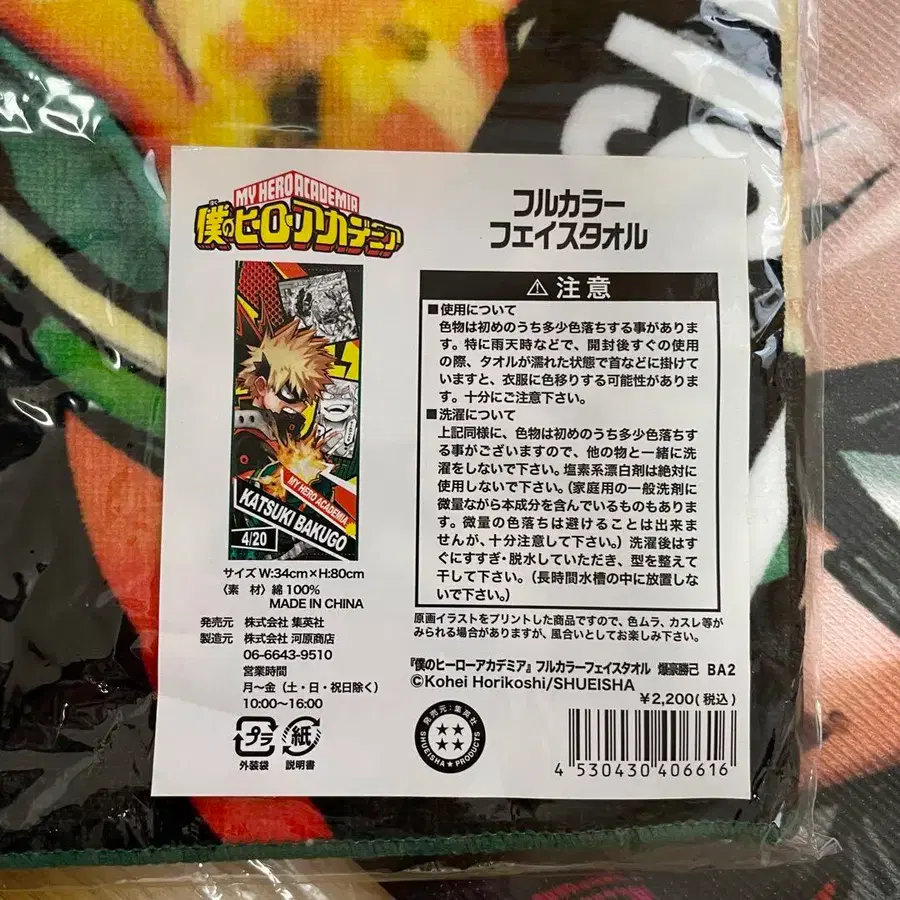 MY HERO ACADEMIA
僕のヒーローアカデミア
フルカラー
フェイスタオル
MY HERO ACADEMIA
KATSUKI BAKUGO
4/20
サイズ W:34cm×H:80cm
〈素 材〉綿100%
MADE IN CHINA
発売元 株式会社 集英社
製造元 株式会社 河原商店
06-6643-9510
営業時間
月〜金(土・日・祝日除く)
10:00〜16:00
プラ
外装袋
紙
説明書
⚠注意
■使用について
色物は初めのうち多少色落ちする事がありま
す。特に雨天時などで、開封後すぐの使用
の際、タオルが濡れた状態で首などに掛けて
いますと、衣服に色移りする可能性がありま
す。十分にご注意下さい。
■洗濯について
上記同様に、色物は初めのうち多少色落ちす
る事がございますので、他の物と一緒に洗
濯をしないで下さい。塩素系漂白剤は絶対に
使用しないで下さい。(家庭用の一般洗剤に
微量ながら本成分を含んでいるものもありま
す。微量の色落ちは避けることは出来ま
せんが、十分注意して下さい。)洗濯後はす
ぐにすすぎ・脱水していただき、型を整えて
干して下さい。(長時間水槽の中に放置しな
いで下さい。)
原画イラストをプリントした商品ですので、色ムラ、カスレ等が
みられる場合がありますが、風合いとしてお楽しみ下さい。
『僕のヒーローアカデミア』フルカラーフェイスタオル 爆豪勝己 BA2
©Kohei Horikoshi/SHUEISHA
¥2,200(税込)
発売元:集英社
SHUEISHA★PRODUCTS
4 530430 406616